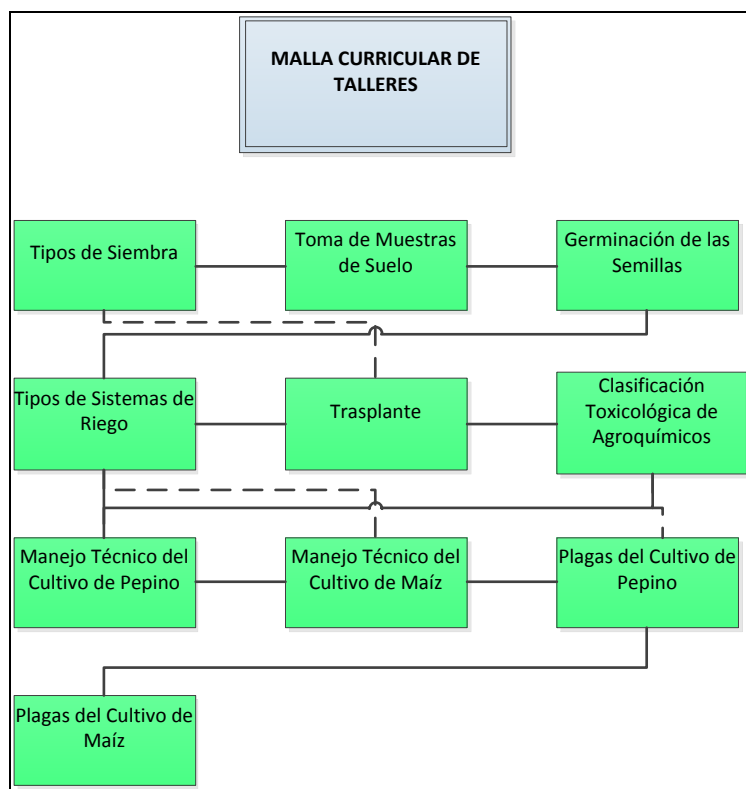 MALLA CURRICULAR DE
TALLERES
Tipos de Siembra
Toma de Muestras
de Suelo
Germinación de las
Semillas
Tipos de Sistemas de
Riego
Trasplante
Clasificación
Toxicológica de
Agroquímicos
Manejo Técnico del
Cultivo de Pepino
Manejo Técnico del
Cultivo de Maíz
Plagas del Cultivo de
Pepino
Plagas del Cultivo de
Maíz